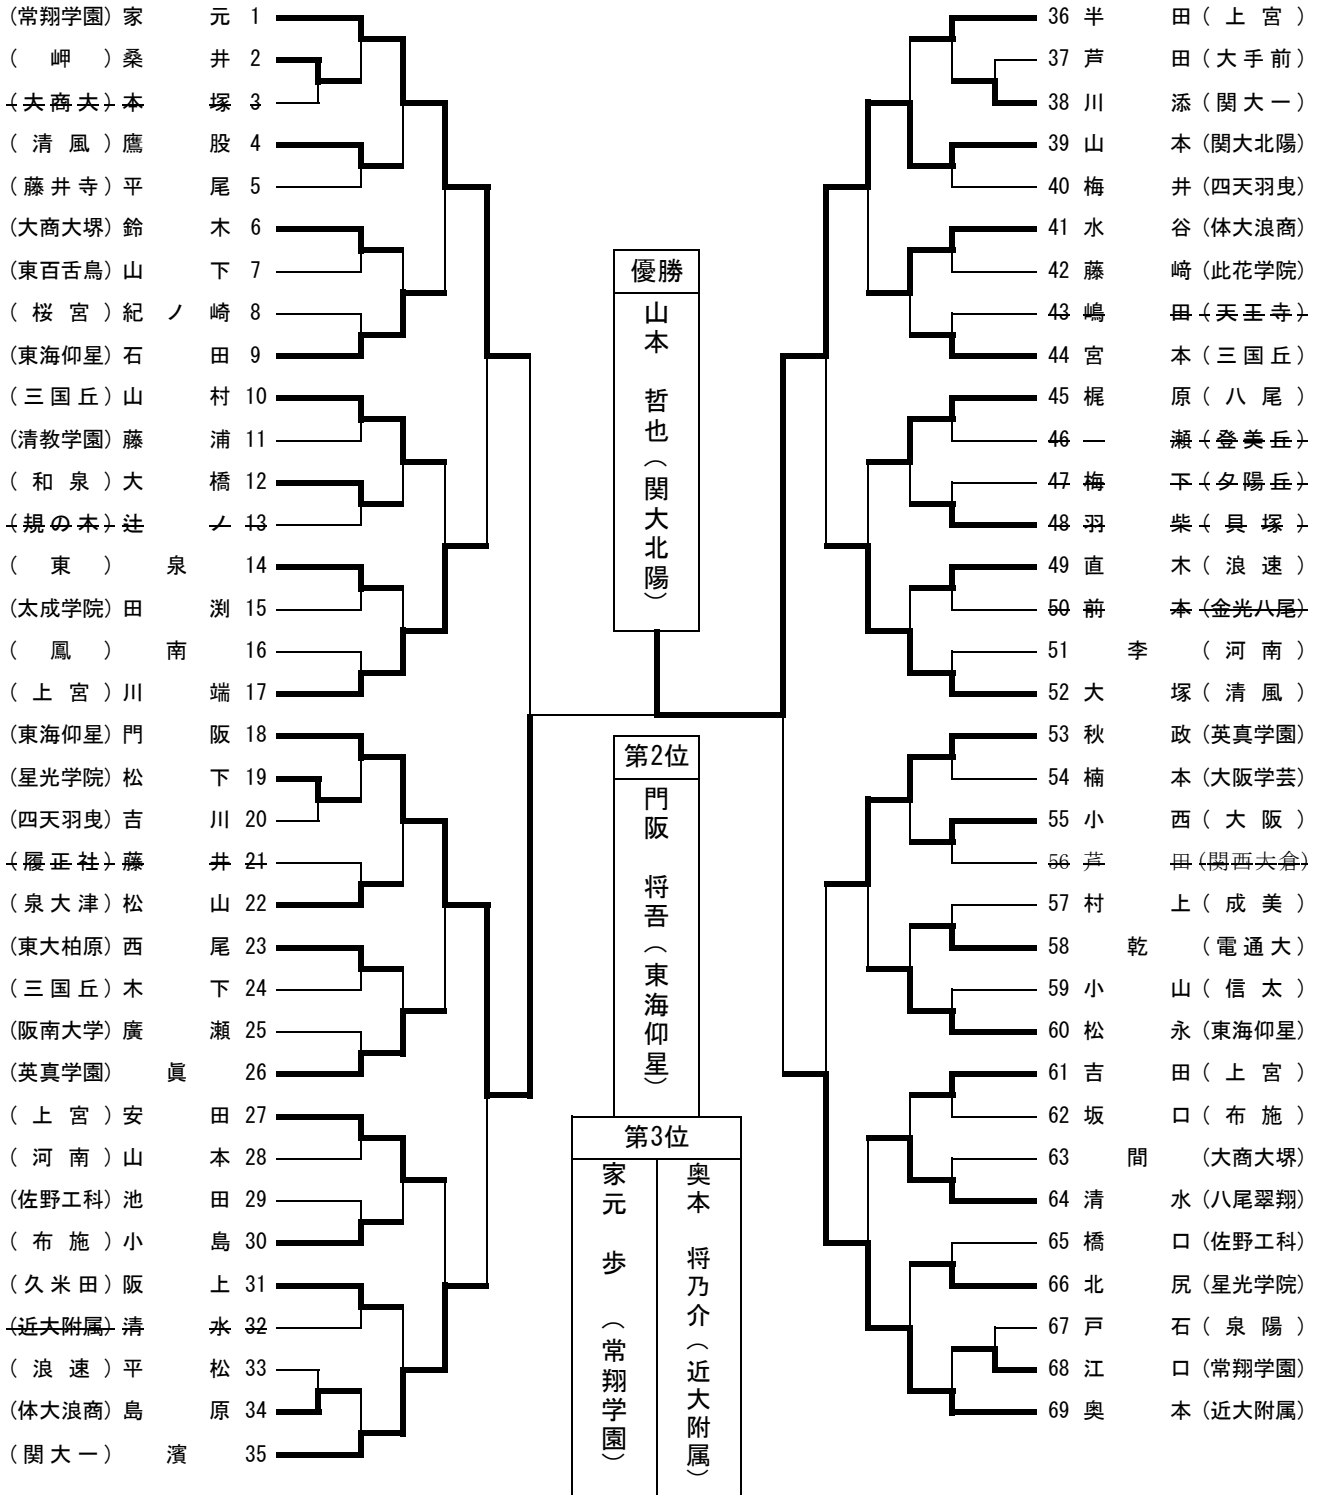 (常翔学園) 家 元 1
( 岬 ) 桑 井 2
(大商大) 本 塚 3
( 清 風 ) 鷹 股 4
(藤井寺) 平 尾 5
(大商大堺) 鈴 木 6
(東百舌鳥) 山 下 7
( 桜 宮 ) 紀 ノ 崎 8
(東海仰星) 石 田 9
(三国丘) 山 村 10
(清教学園) 藤 浦 11
( 和 泉 ) 大 橋 12
(規の木) 辻 ノ 13
( 東 ) 泉 14
(太成学院) 田 渕 15
( 鳳 ) 南 16
( 上 宮 ) 川 端 17
(東海仰星) 門 阪 18
(星光学院) 松 下 19
(四天羽曳) 吉 川 20
(履正社) 藤 井 21
(泉大津) 松 山 22
(東大柏原) 西 尾 23
(三国丘) 木 下 24
(阪南大学) 廣 瀬 25
(英真学園) 眞 26
( 上 宮 ) 安 田 27
( 河 南 ) 山 本 28
(佐野工科) 池 田 29
( 布 施 ) 小 島 30
(久米田) 阪 上 31
(近大附属) 清 水 32
( 浪 速 ) 平 松 33
(体大浪商) 島 原 34
(関大一) 濱 35
優勝
山本 哲也(関大北陽)
第2位
門阪 将吾(東海仰星)
第3位
家元 歩 (常翔学園)
奥本 将乃介(近大附属)
36 半 田 ( 上 宮 )
37 芦 田 (大手前)
38 川 添 (関大一)
39 山 本 (関大北陽)
40 梅 井 (四天羽曳)
41 水 谷 (体大浪商)
42 藤 﨑 (此花学院)
43 嶋 田 (天王寺)
44 宮 本 (三国丘)
45 梶 原 ( 八 尾 )
46 一 瀬 (登美丘)
47 梅 下 (夕陽丘)
48 羽 柴 ( 貝 塚 )
49 直 木 ( 浪 速 )
50 前 本 (金光八尾)
51 李 ( 河 南 )
52 大 塚 ( 清 風 )
53 秋 政 (英真学園)
54 楠 本 (大阪学芸)
55 小 西 ( 大 阪 )
56 芦 田 (関西大倉)
57 村 上 ( 成 美 )
58 乾 (電通大)
59 小 山 ( 信 太 )
60 松 永 (東海仰星)
61 吉 田 ( 上 宮 )
62 坂 口 ( 布 施 )
63 間 (大商大堺)
64 清 水 (八尾翠翔)
65 橋 口 (佐野工科)
66 北 尻 (星光学院)
67 戸 石 ( 泉 陽 )
68 江 口 (常翔学園)
69 奥 本 (近大附属)